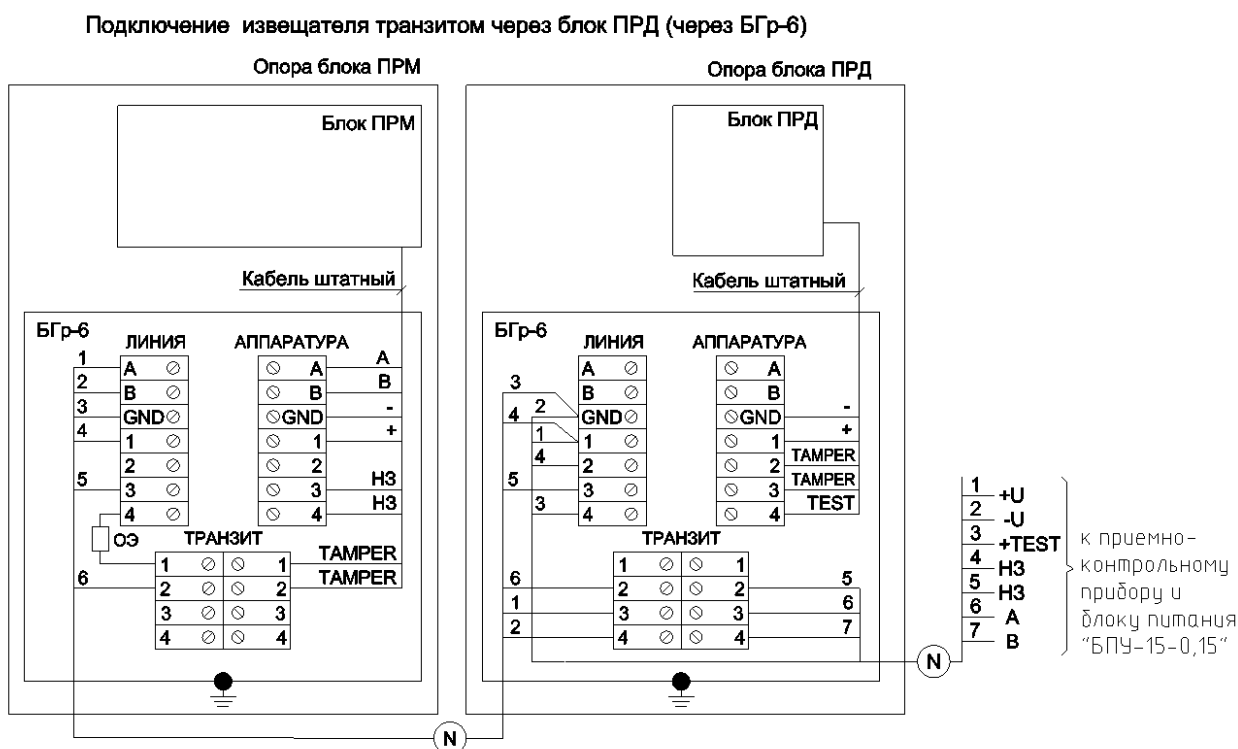 Подключение извещателя транзитом через блок ПРД (через БГр-6)
Опора блока ПРМ
Блок ПРМ
Кабель штатный
БГр-6
ЛИНИЯ АППАРАТУРА
1 A A A
2 B B B
3 GND GND -
4 1 1 +
2 2
5 3 3 НЗ
4 4 НЗ
ОЭ
ТРАНЗИТ
1 1 TAMPER
6 2 2 TAMPER
3 3
4 4
N
Опора блока ПРД
Блок ПРД
Кабель штатный
БГр-6
ЛИНИЯ АППАРАТУРА
A A
3 B B
4 2 GND GND -
1 1 1 +
4 2 2 TAMPER
5 3 3 TAMPER
3 4 4 TEST
ТРАНЗИТ
1 1
6 2 2 5
1 3 3 6
2 4 4 7
N
1 +U
2 -U
3 +TEST
4 НЗ
5 НЗ
6 A
7 B
к приемно-
контрольному
прибору и
блоку питания
"БПУ-15-0,15"